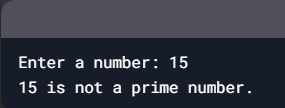 Enter a number: 15
15 is not a prime number.